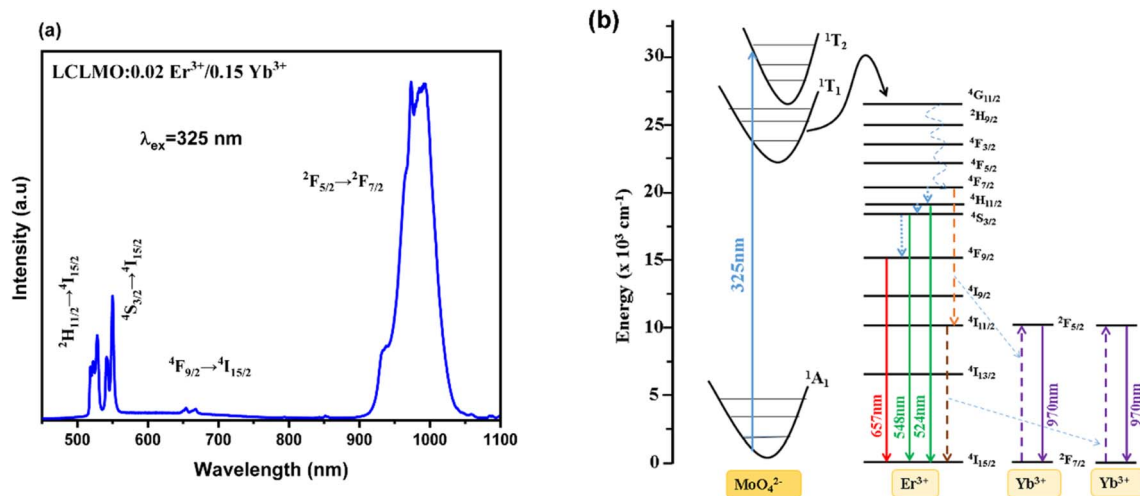 (a)
LCLMO:0.02 Er³⁺/0.15 Yb³⁺
λₑₓ=325 nm
²F₅/₂→²F₇/₂
²H₁₁/₂→⁴I₁₅/₂
⁴S₃/₂→⁴I₁₅/₂
⁴F₉/₂→⁴I₁₅/₂
Intensity (a.u)
450 500 600 700 800 900 1000 1100
Wavelength (nm)
(b)
Energy (x 10³ cm⁻¹)
30
25
20
15
10
5
0
¹T₂
¹T₁
¹A₁
325nm
⁴G₁₁/₂
²H₉/₂
⁴F₃/₂
⁴F₅/₂
⁴F₇/₂
⁴H₁₁/₂
⁴S₃/₂
⁴F₉/₂
⁴I₉/₂
⁴I₁₁/₂
⁴I₁₃/₂
⁴I₁₅/₂
657nm
548nm
524nm
²F₅/₂
²F₇/₂
970nm
970nm
MoO₄²⁻
Er³⁺
Yb³⁺
Yb³⁺